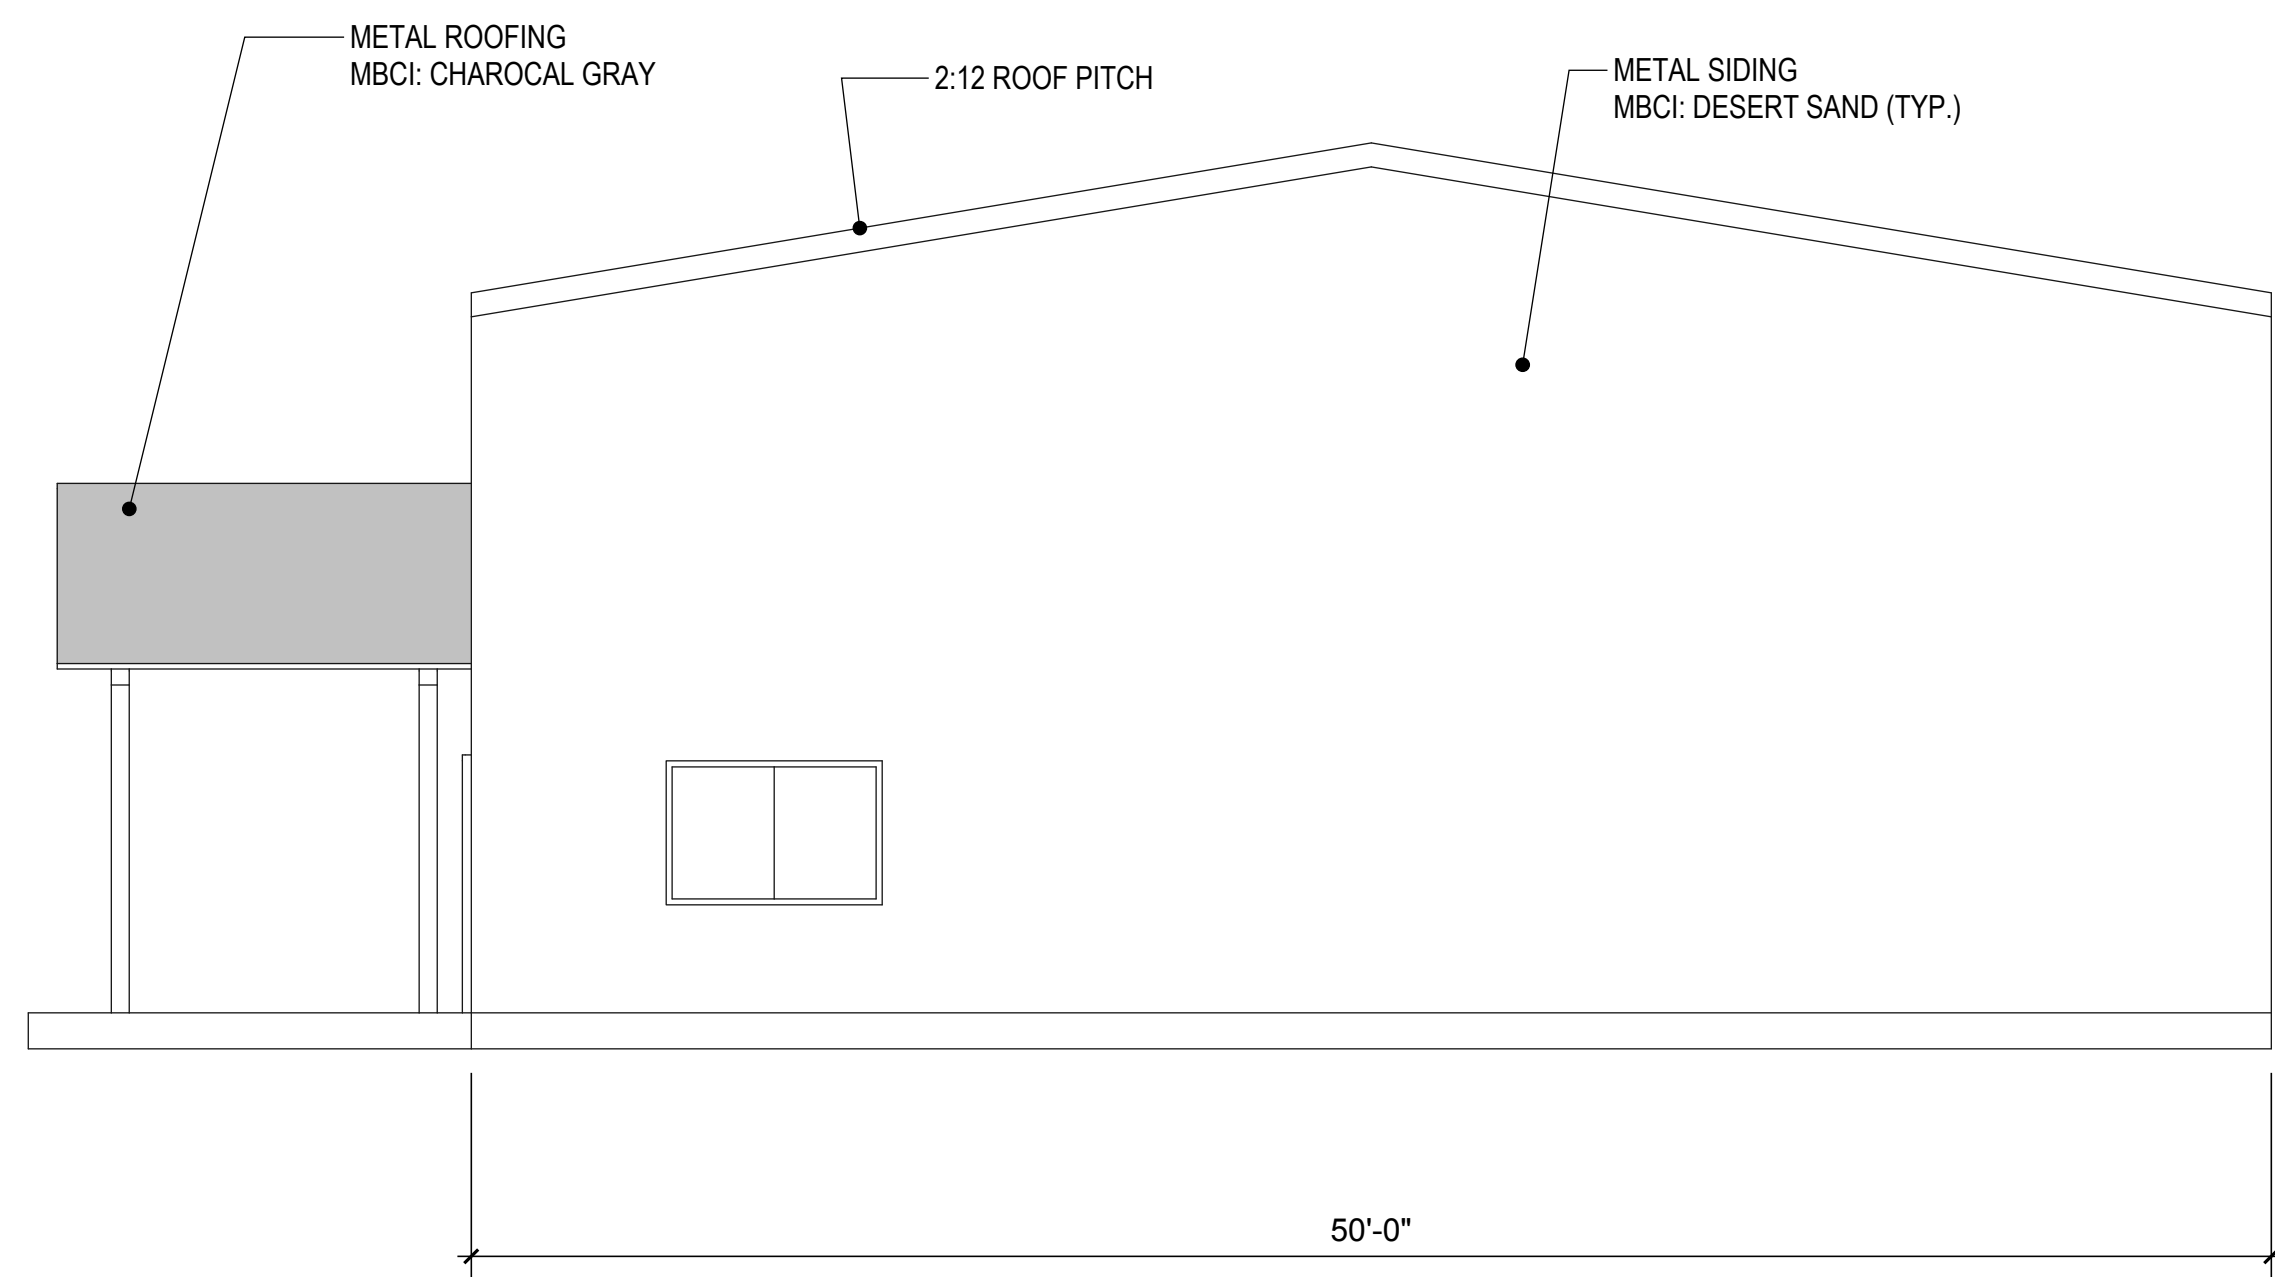 METAL ROOFING
MBCI: CHAROCAL GRAY
2:12 ROOF PITCH
METAL SIDING
MBCI: DESERT SAND (TYP.)
50'-0"